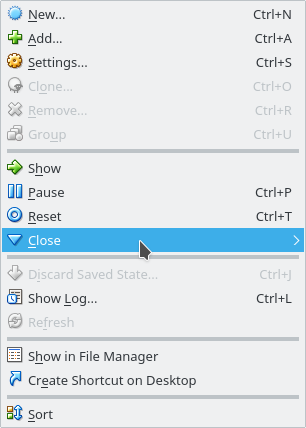 New... Ctrl+N
Add... Ctrl+A
Settings... Ctrl+S
Clone... Ctrl+O
Remove... Ctrl+R
Group Ctrl+U
Show
Pause Ctrl+P
Reset Ctrl+T
Close
Discard Saved State... Ctrl+J
Show Log... Ctrl+L
Refresh
Show in File Manager
Create Shortcut on Desktop
Sort